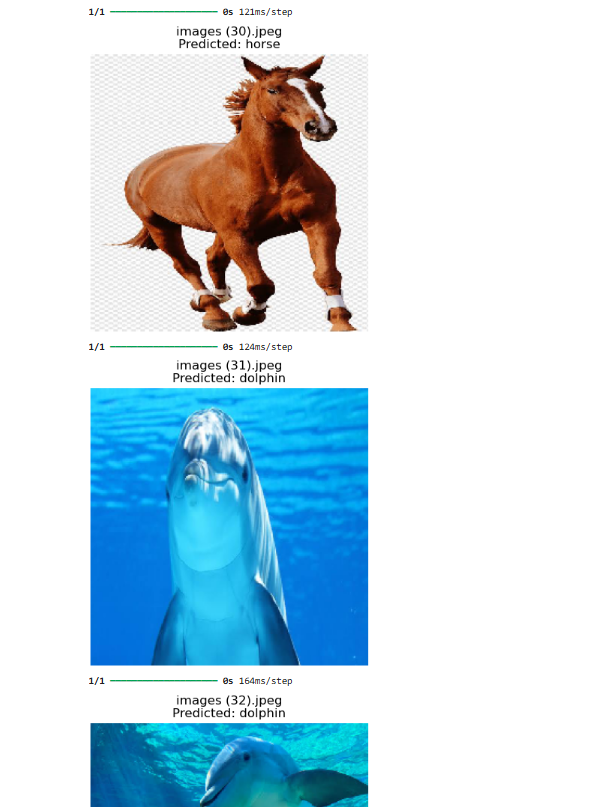 1/1 ━━━━━━━━━━━━━━━━━━━━ 0s 121ms/step
images (30).jpeg
Predicted: horse
1/1 ━━━━━━━━━━━━━━━━━━━━ 0s 124ms/step
images (31).jpeg
Predicted: dolphin
1/1 ━━━━━━━━━━━━━━━━━━━━ 0s 164ms/step
images (32).jpeg
Predicted: dolphin